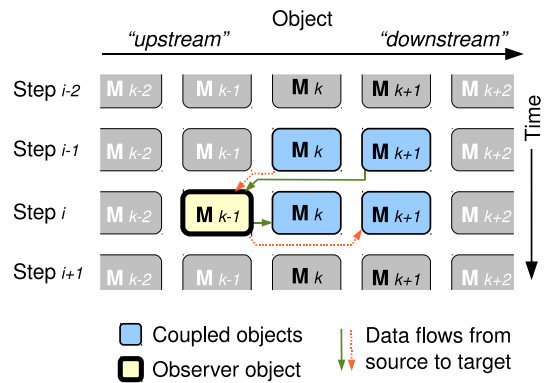 Object
“upstream” “downstream”
Step i-2 M k-2 M k-1 M k M k+1 M k+2
Step i-1 M k-2 M k-1 M k M k+1 M k+2
Step i M k-2 M k-1 M k M k+1 M k+2
Step i+1 M k-2 M k-1 M k M k+1 M k+2
Time
Coupled objects
Observer object
Data flows from
source to target